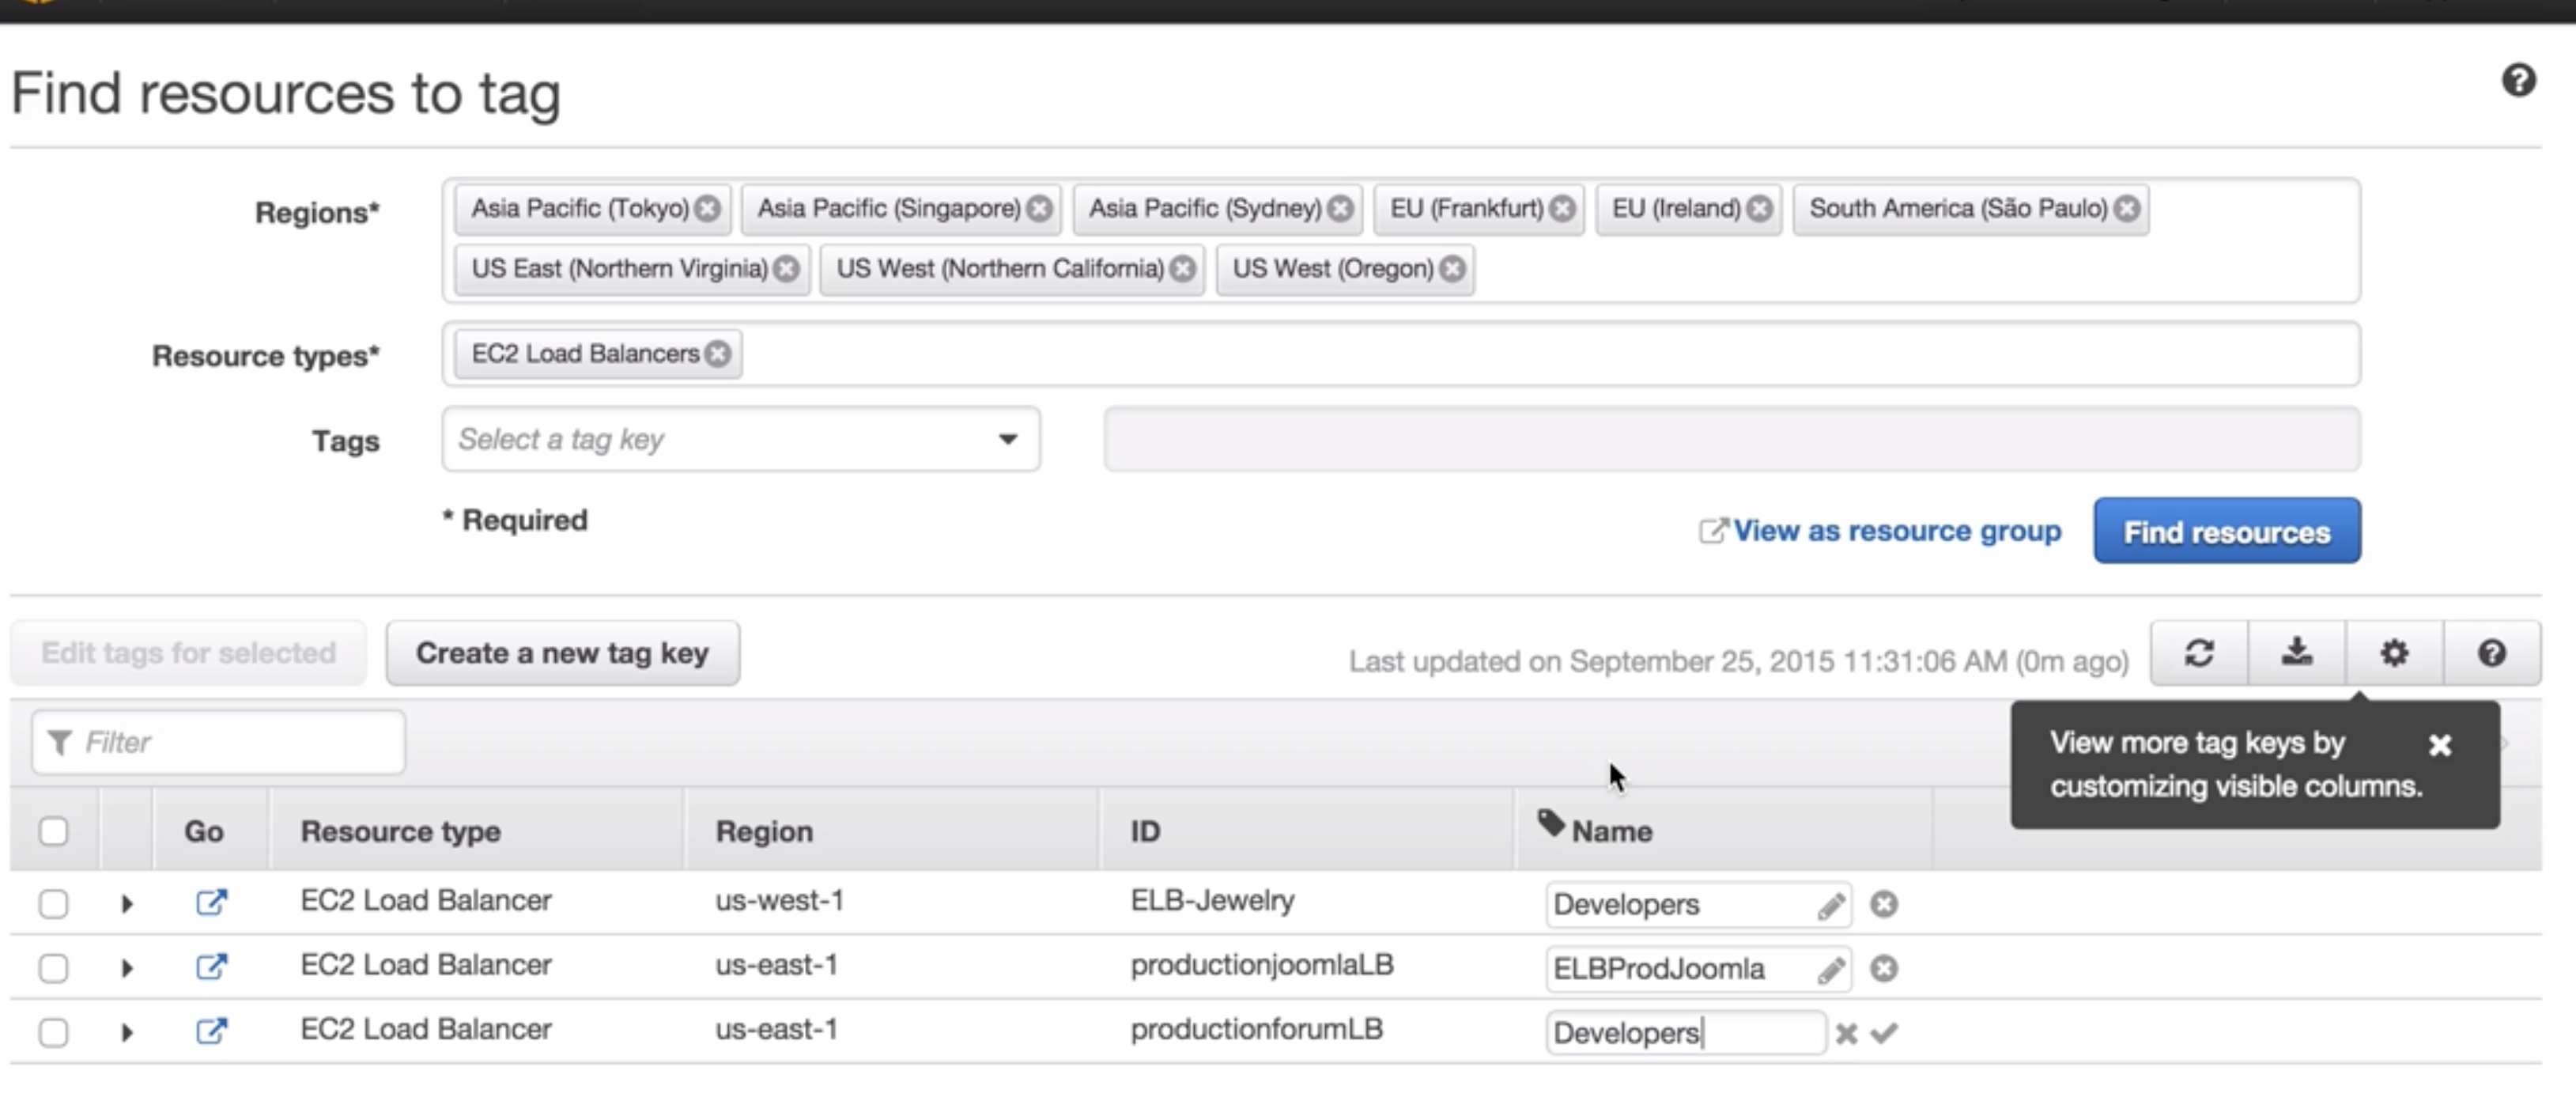 Find resources to tag
Regions*
Asia Pacific (Tokyo) Asia Pacific (Singapore) Asia Pacific (Sydney) EU (Frankfurt) EU (Ireland) South America (São Paulo)
US East (Northern Virginia) US West (Northern California) US West (Oregon)
Resource types*
EC2 Load Balancers
Tags
Select a tag key
* Required
View as resource group
Find resources
Edit tags for selected
Create a new tag key
Last updated on September 25, 2015 11:31:06 AM (0m ago)
View more tag keys by
customizing visible columns.
Filter
Go Resource type Region ID Name
EC2 Load Balancer us-west-1 ELB-Jewelry Developers
EC2 Load Balancer us-east-1 productionjoomlaLB ELBProdJoomla
EC2 Load Balancer us-east-1 productionforumLB Developers